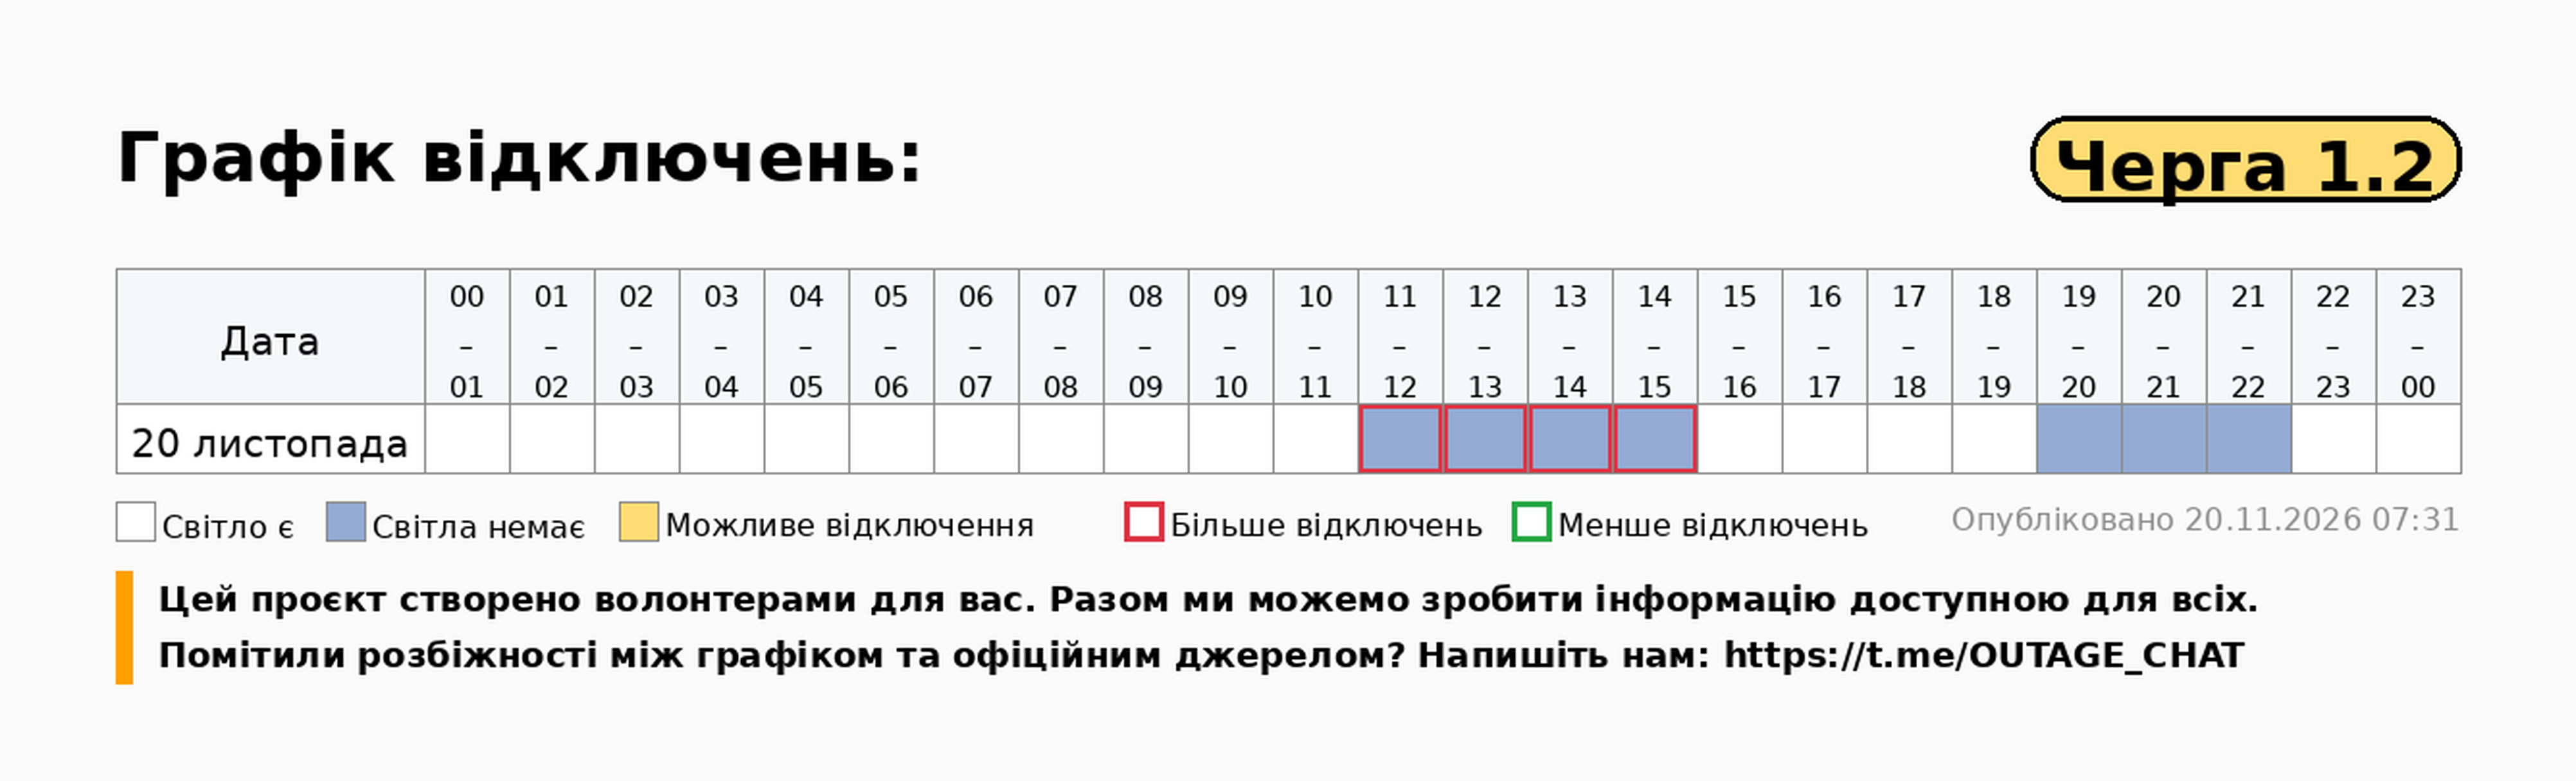 Графік відключень:
Черга 1.2
Дата 00 – 01 01 – 02 02 – 03 03 – 04 04 – 05 05 – 06 06 – 07 07 – 08 08 – 09 09 – 10 10 – 11 11 – 12 12 – 13 13 – 14 14 – 15 15 – 16 16 – 17 17 – 18 18 – 19 19 – 20 20 – 21 21 – 22 22 – 23 23 – 00
20 листопада
Світло є Світла немає Можливе відключення Більше відключень Менше відключень Опубліковано 20.11.2026 07:31
Цей проєкт створено волонтерами для вас. Разом ми можемо зробити інформацію доступною для всіх.
Помітили розбіжності між графіком та офіційним джерелом? Напишіть нам: https://t.me/OUTAGE_CHAT